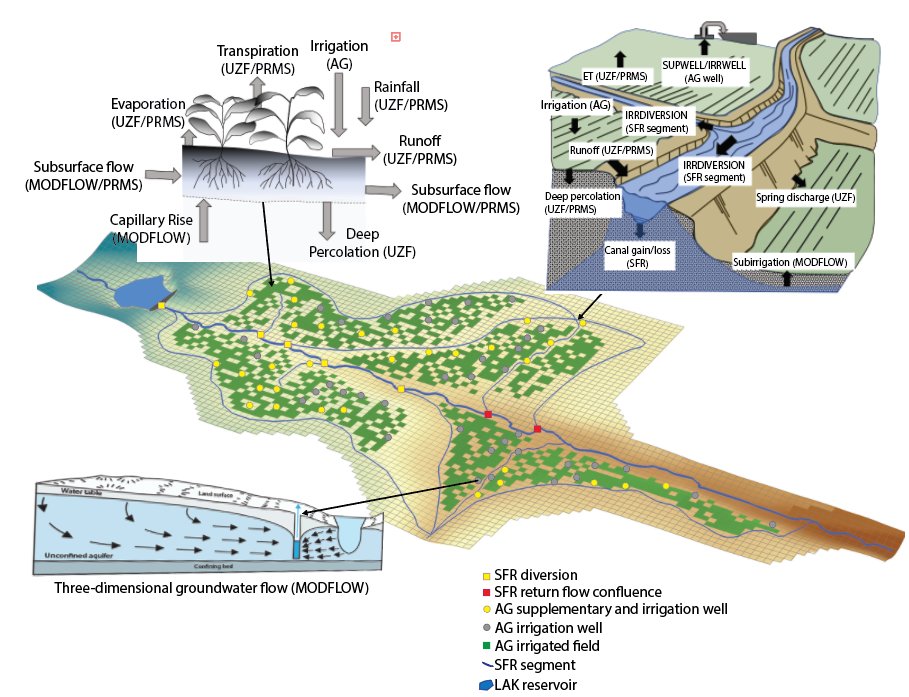 Transpiration
(UZF/PRMS)
Irrigation
(AG)
Rainfall
(UZF/PRMS)
Evaporation
(UZF/PRMS)
Runoff
(UZF/PRMS)
Subsurface flow
(MODFLOW/PRMS)
Subsurface flow
(MODFLOW/PRMS)
Capillary Rise
(MODFLOW)
Deep
Percolation (UZF)
ET (UZF/PRMS)
SUPWELL/IRRWELL
(AG well)
Irrigation (AG)
IRRDIVERSION
(SFR segment)
Runoff (UZF/PRMS)
IRRDIVERSION
(SFR segment)
Deep percolation
(UZF/PRMS)
Spring discharge (UZF)
Canal gain/loss
(SFR)
Subirrigation (MODFLOW)
Water table
Land surface
Unconfined aquifer
Confining bed
Three-dimensional groundwater flow (MODFLOW)
SFR diversion
SFR return flow confluence
AG supplementary and irrigation well
AG irrigation well
AG irrigated field
SFR segment
LAK reservoir